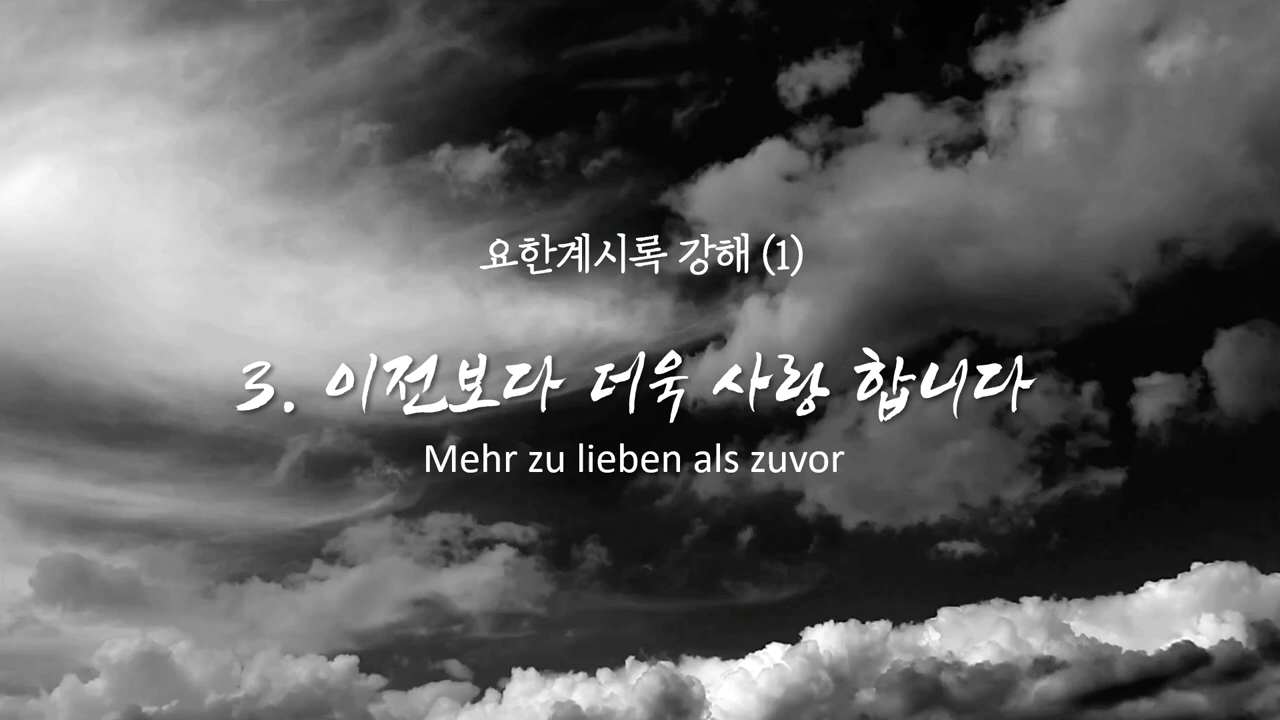 요한계시록 강해 (1)
3. 이전보다 더욱 사랑 합니다
Mehr zu lieben als zuvor